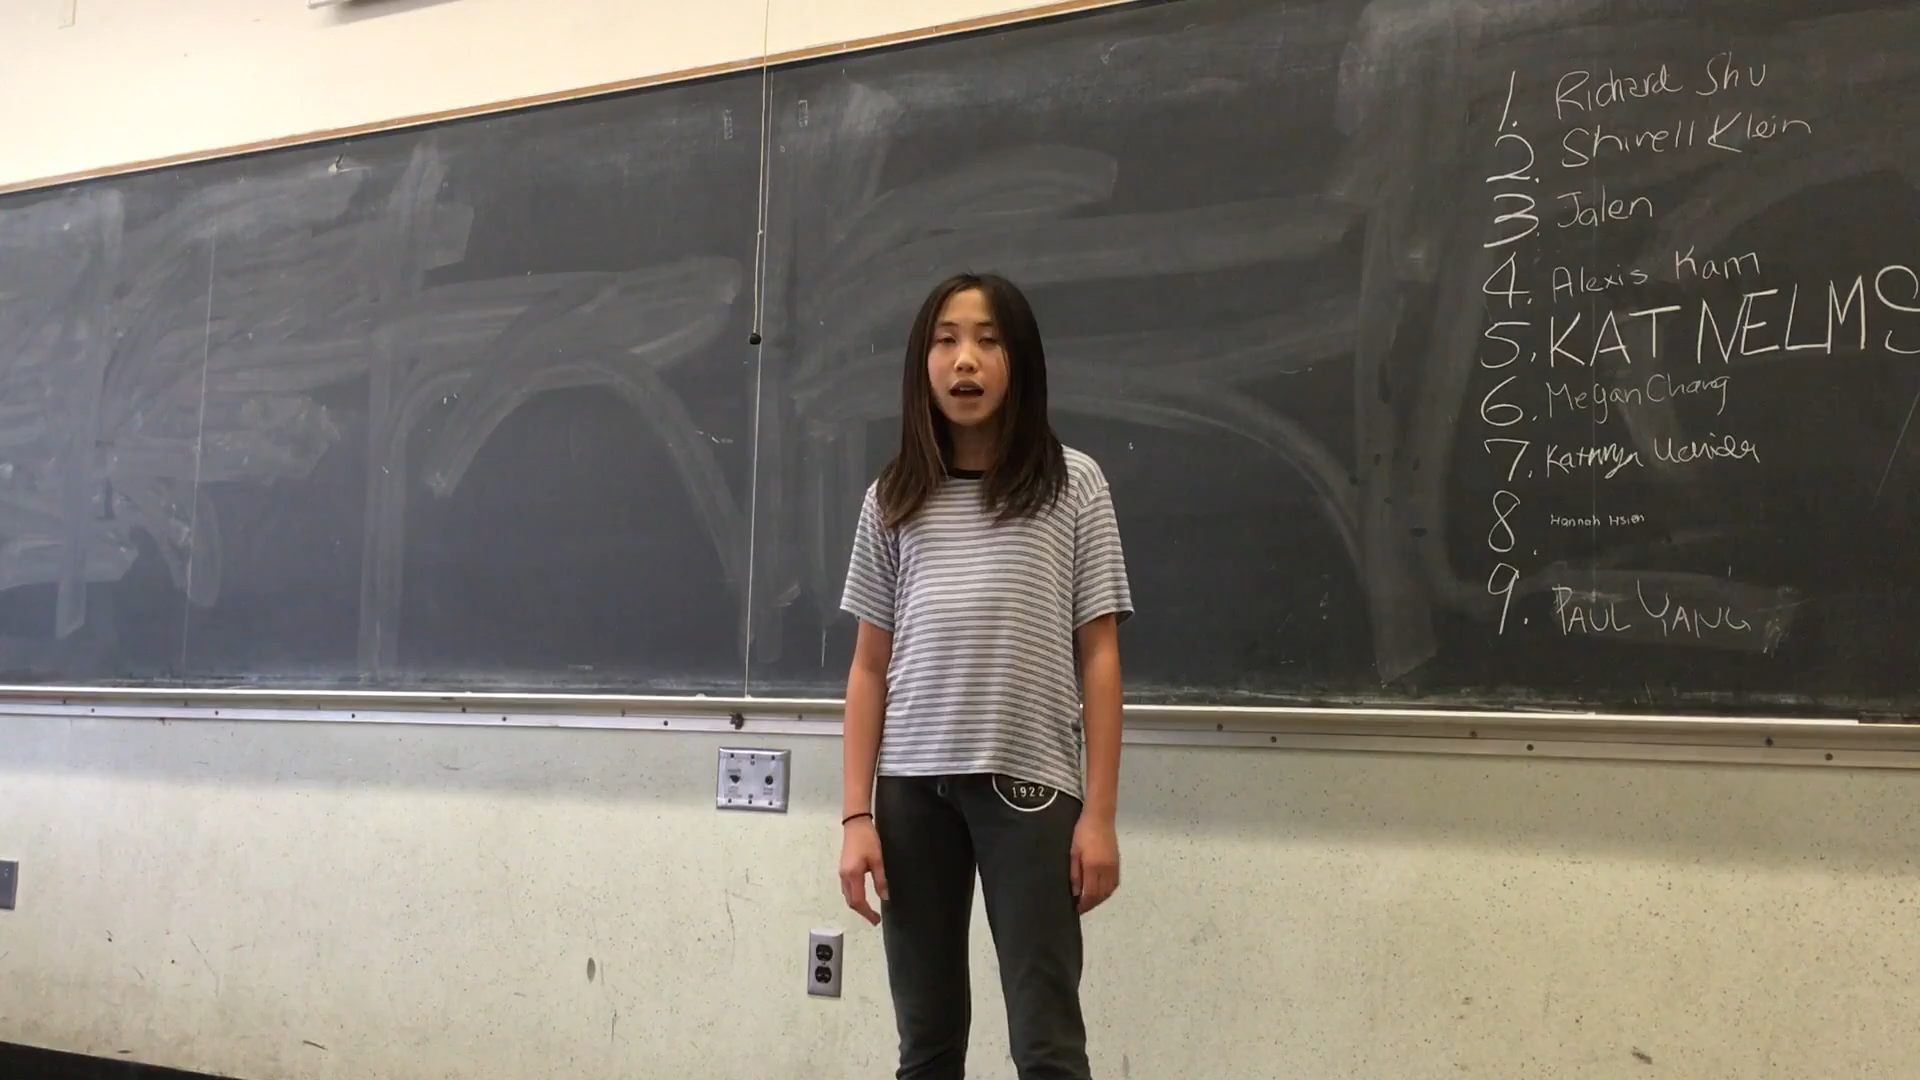 1. Richard Shu
2. Shirell Klein
3. Jalen
4. Alexis Kam
5. KAT NELMS
6. Megan Chang
7. Kathryn
8. Hannah Hsieh
9. PAUL YANG
1922